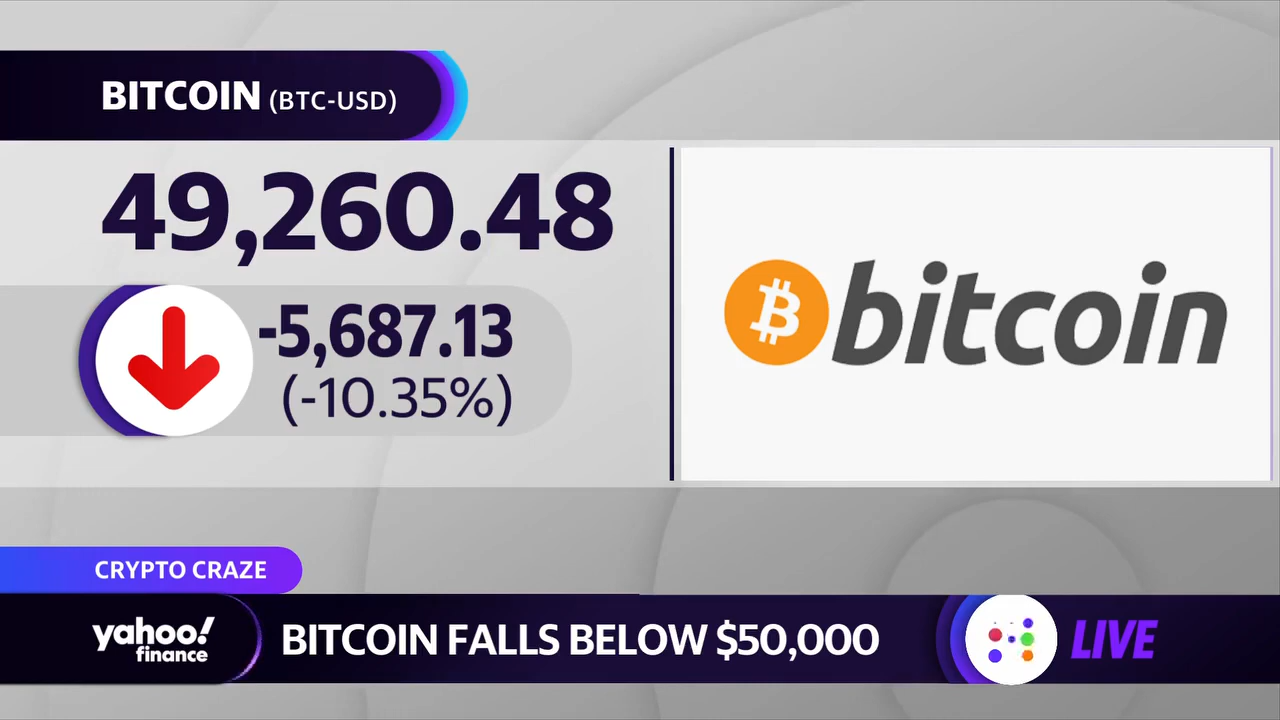 BITCOIN (BTC-USD)
49,260.48
-5,687.13
(-10.35%)
bitcoin
CRYPTO CRAZE
yahoo!
finance
BITCOIN FALLS BELOW $50,000
LIVE